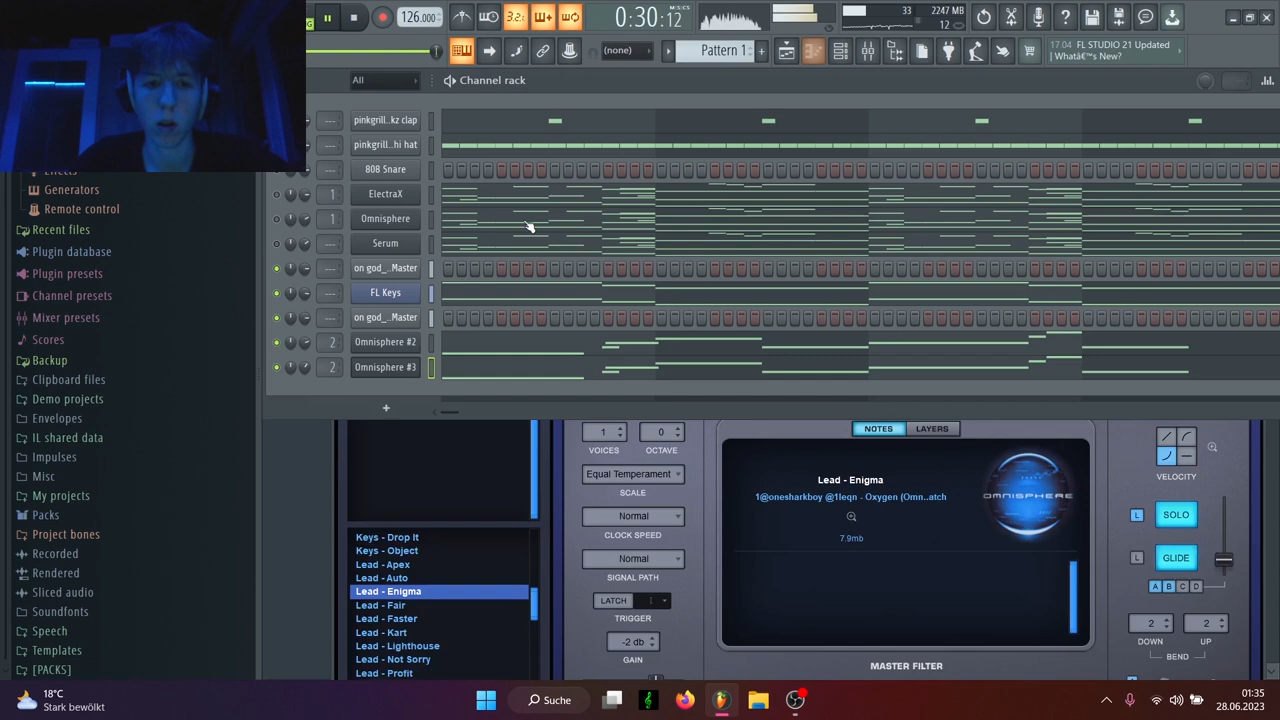 126.000
3.2.
0:30:12
M:S:CS
33
2247 MB
12
(none)
Pattern 1
17.04 FL STUDIO 21 Updated
| Whatâ€™s New?
All
Channel rack
pinkgrill..kz clap
pinkgrill.. hi hat
808 Snare
1 ElectraX
1 Omnisphere
Serum
on god_..Master
FL Keys
on god_..Master
2 Omnisphere #2
2 Omnisphere #3
Effects
Generators
Remote control
Recent files
Plugin database
Plugin presets
Channel presets
Mixer presets
Scores
Backup
Clipboard files
Demo projects
Envelopes
IL shared data
Impulses
Misc
My projects
Packs
Project bones
Recorded
Rendered
Sliced audio
Soundfonts
Speech
Templates
[PACKS]
Keys - Drop It
Keys - Object
Lead - Apex
Lead - Auto
Lead - Enigma
Lead - Fair
Lead - Faster
Lead - Kart
Lead - Lighthouse
Lead - Not Sorry
Lead - Profit
1
VOICES
0
OCTAVE
Equal Temperament
SCALE
Normal
CLOCK SPEED
Normal
SIGNAL PATH
LATCH
TRIGGER
-2 db
GAIN
NOTES
LAYERS
Lead - Enigma
1@onesharkboy @1leqn - Oxygen (Omn..atch
7.9mb
OMNISPHERE
MASTER FILTER
VELOCITY
L SOLO
L GLIDE
A B C D
2
DOWN
2
UP
BEND
18°C
Stark bewölkt
Suche
01:35
28.06.2023